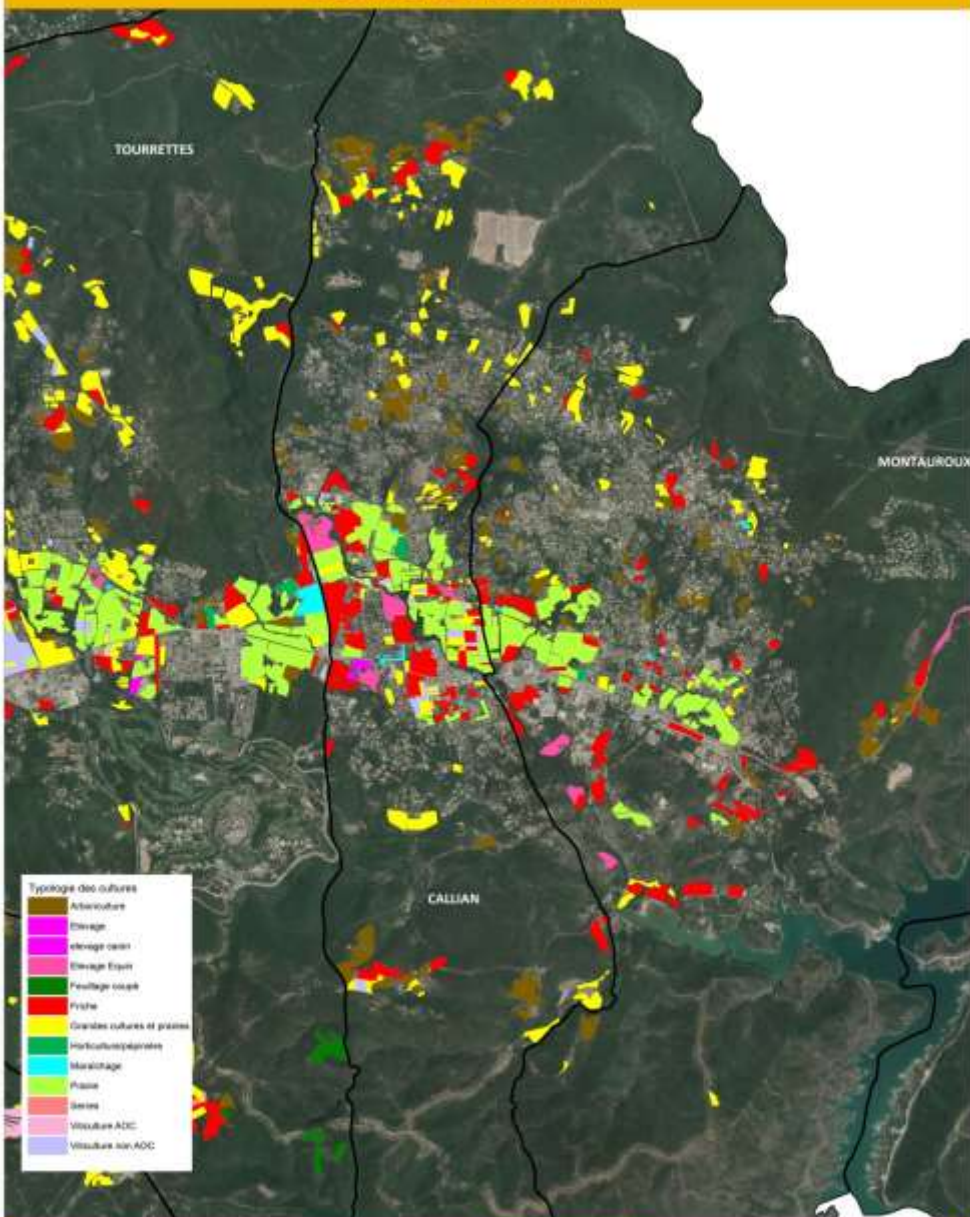 TOURRETTES
MONTAUROUX
CALLIAN
Typologie des cultures
Arboriculture
Elevage
elevage canin
Elevage Equin
Feuillage coupé
Friche
Grandes cultures et prairies
Horticulture/pépinière
Maraîchage
Prairie
Serres
Viticulture AOC
Viticulture non AOC